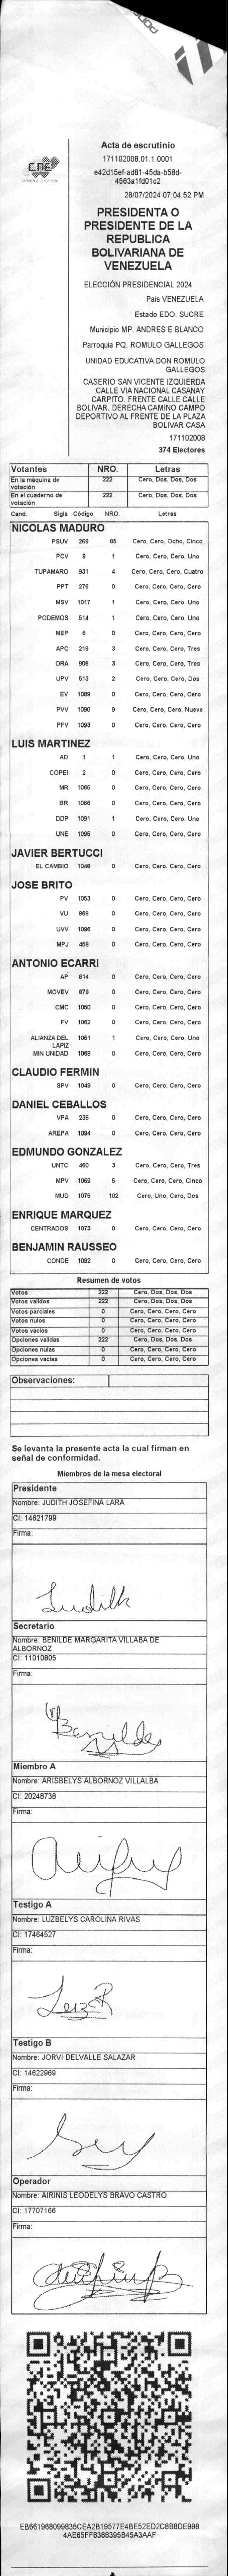 CNE
Acta de escrutinio
171102008.01.1.0001
e42d15ef-ad81-45da-b58d-
4563a1fd01c2
28/07/2024 07:04:52 PM
PRESIDENTA O
PRESIDENTE DE LA
REPUBLICA
BOLIVARIANA DE
VENEZUELA
ELECCIÓN PRESIDENCIAL 2024
País VENEZUELA
Estado EDO. SUCRE
Municipio MP. ANDRES E BLANCO
Parroquia PQ. ROMULO GALLEGOS
UNIDAD EDUCATIVA DON ROMULO
GALLEGOS
CASERIO SAN VICENTE IZQUIERDA
CALLE VIA NACIONAL CASANAY
CARPITO. FRENTE CALLE CALLE
BOLIVAR. DERECHA CAMINO CAMPO
DEPORTIVO AL FRENTE DE LA PLAZA
BOLIVAR CASA
171102008
374 Electores
Votantes NRO. Letras
En la máquina de votación 222 Cero, Dos, Dos, Dos
En el cuaderno de votación 222 Cero, Dos, Dos, Dos
Cand. Sigla Código NRO. Letras
NICOLAS MADURO
PSUV 269 85 Cero, Cero, Ocho, Cinco
PCV 9 1 Cero, Cero, Cero, Uno
TUPAMARO 931 4 Cero, Cero, Cero, Cuatro
PPT 276 0 Cero, Cero, Cero, Cero
MSV 1017 1 Cero, Cero, Cero, Uno
PODEMOS 514 1 Cero, Cero, Cero, Uno
MEP 6 0 Cero, Cero, Cero, Cero
APC 219 3 Cero, Cero, Cero, Tres
ORA 906 3 Cero, Cero, Cero, Tres
UPV 513 2 Cero, Cero, Cero, Dos
EV 1089 0 Cero, Cero, Cero, Cero
PVV 1090 9 Cero, Cero, Cero, Nueve
PFV 1093 0 Cero, Cero, Cero, Cero
LUIS MARTINEZ
AD 1 1 Cero, Cero, Cero, Uno
COPEI 2 0 Cero, Cero, Cero, Cero
MR 1065 0 Cero, Cero, Cero, Cero
BR 1066 0 Cero, Cero, Cero, Cero
DDP 1091 1 Cero, Cero, Cero, Uno
UNE 1095 0 Cero, Cero, Cero, Cero
JAVIER BERTUCCI
EL CAMBIO 1048 0 Cero, Cero, Cero, Cero
JOSE BRITO
PV 1053 0 Cero, Cero, Cero, Cero
VU 868 0 Cero, Cero, Cero, Cero
UVV 1096 0 Cero, Cero, Cero, Cero
MPJ 458 0 Cero, Cero, Cero, Cero
ANTONIO ECARRI
AP 814 0 Cero, Cero, Cero, Cero
MOVEV 878 0 Cero, Cero, Cero, Cero
CMC 1050 0 Cero, Cero, Cero, Cero
FV 1062 0 Cero, Cero, Cero, Cero
ALIANZA DEL LAPIZ 1051 1 Cero, Cero, Cero, Uno
MIN UNIDAD 1068 0 Cero, Cero, Cero, Cero
CLAUDIO FERMIN
SPV 1049 0 Cero, Cero, Cero, Cero
DANIEL CEBALLOS
VPA 236 0 Cero, Cero, Cero, Cero
AREPA 1094 0 Cero, Cero, Cero, Cero
EDMUNDO GONZALEZ
UNTC 460 3 Cero, Cero, Cero, Tres
MPV 1069 5 Cero, Cero, Cero, Cinco
MUD 1075 102 Cero, Uno, Cero, Dos
ENRIQUE MARQUEZ
CENTRADOS 1073 0 Cero, Cero, Cero, Cero
BENJAMIN RAUSSEO
CONDE 1092 0 Cero, Cero, Cero, Cero
Resumen de votos
Votos 222 Cero, Dos, Dos, Dos
Votos validos 222 Cero, Dos, Dos, Dos
Votos parciales 0 Cero, Cero, Cero, Cero
Votos nulos 0 Cero, Cero, Cero, Cero
Votos vacios 0 Cero, Cero, Cero, Cero
Opciones validas 222 Cero, Dos, Dos, Dos
Opciones nulas 0 Cero, Cero, Cero, Cero
Opciones vacias 0 Cero, Cero, Cero, Cero
Observaciones:
Se levanta la presente acta la cual firman en
señal de conformidad.
Miembros de la mesa electoral
Presidente
Nombre: JUDITH JOSEFINA LARA
CI: 14621799
Firma:
Judith
Secretario
Nombre: BENILDE MARGARITA VILLABA DE
ALBORNOZ
CI: 11010805
Firma:
Benilde
Miembro A
Nombre: ARISBELYS ALBORNOZ VILLALBA
CI: 20248738
Firma:
Testigo A
Nombre: LUZBELYS CAROLINA RIVAS
CI: 17464527
Firma:
Testigo B
Nombre: JORVI DELVALLE SALAZAR
CI: 14622969
Firma:
Operador
Nombre: AIRINIS LEODELYS BRAVO CASTRO
CI: 17707166
Firma:
EB661968099835CEA2B19577E4BE52ED2C8B8DE998
4AE65FF8388395B45A3AAF